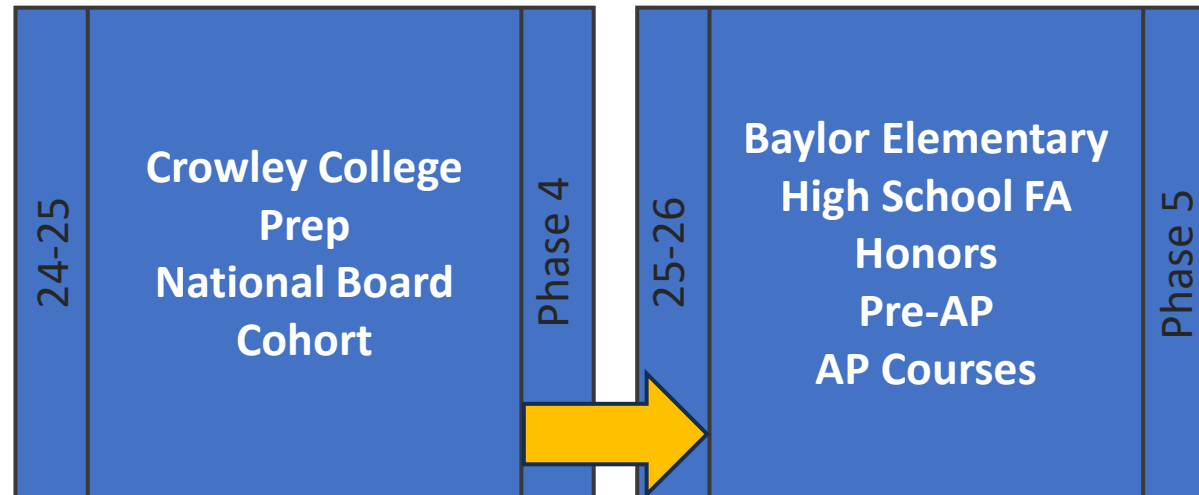 24-25
Crowley College
Prep
National Board
Cohort
Phase 4
25-26
Baylor Elementary
High School FA
Honors
Pre-AP
AP Courses
Phase 5